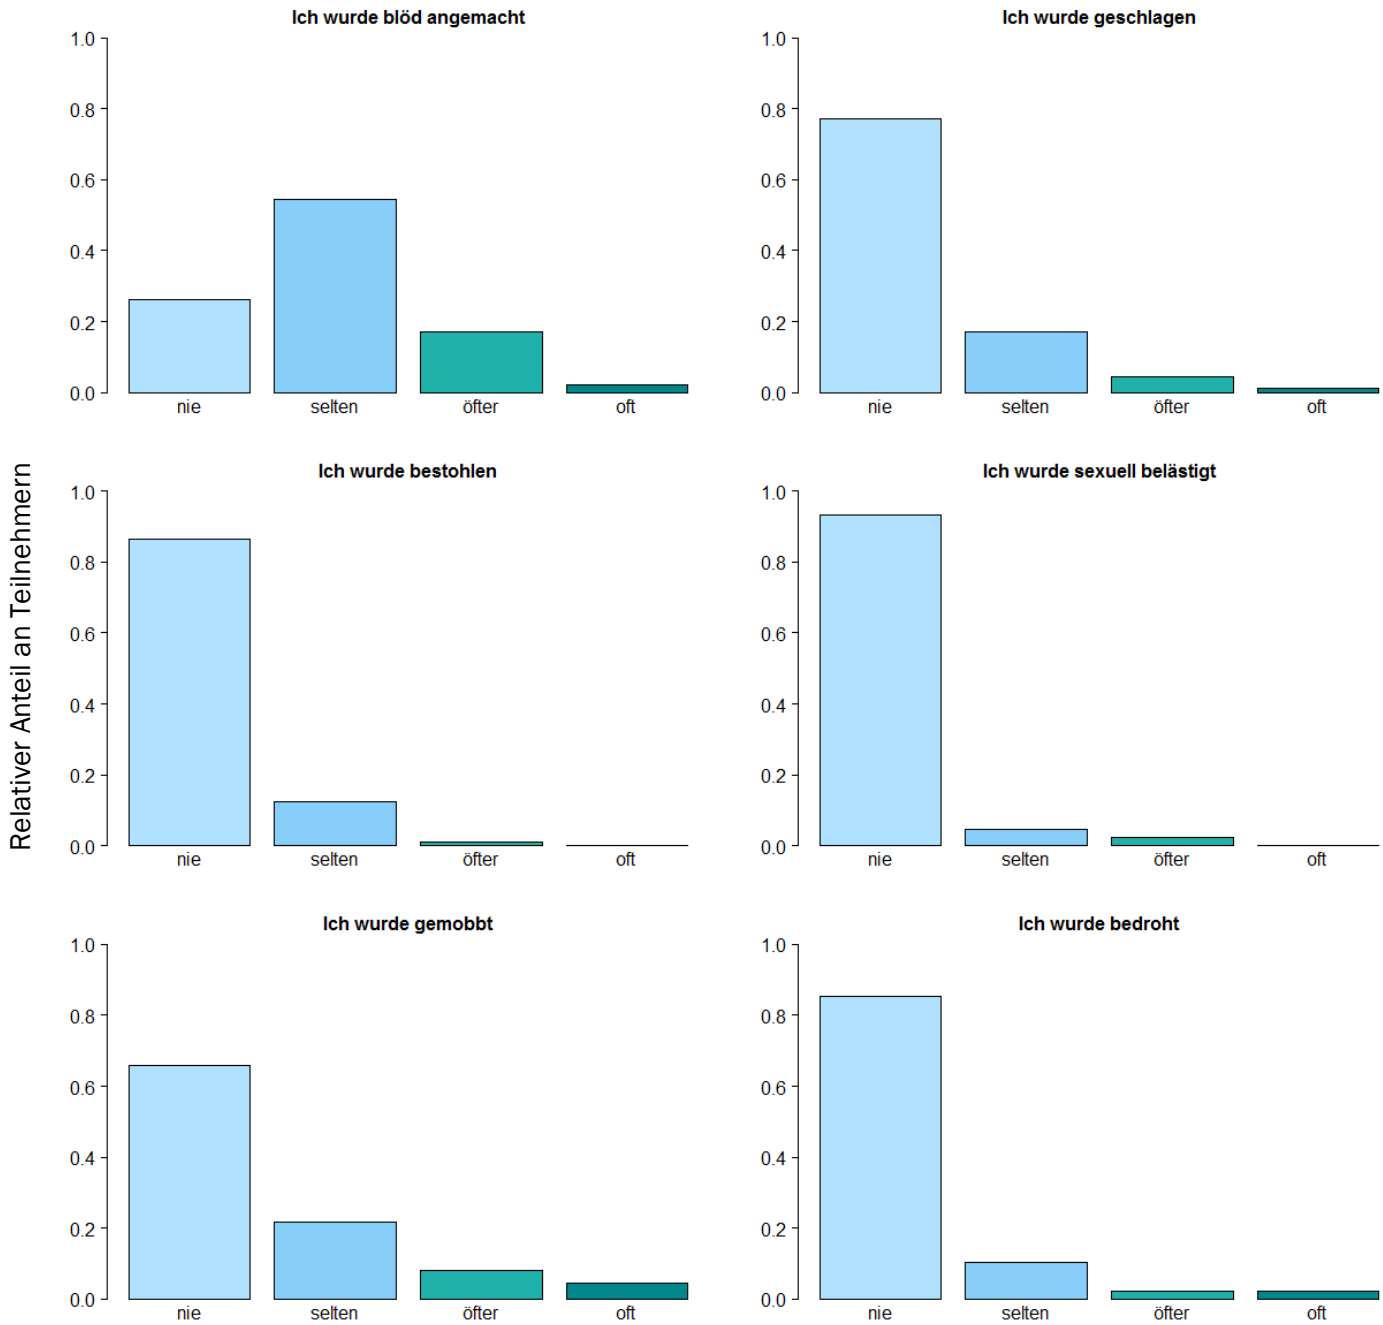 Relativer Anteil an Teilnehmern
Ich wurde blöd angemacht
1.0
0.8
0.6
0.4
0.2
0.0
nie selten öfter oft
Ich wurde geschlagen
1.0
0.8
0.6
0.4
0.2
0.0
nie selten öfter oft
Ich wurde bestohlen
1.0
0.8
0.6
0.4
0.2
0.0
nie selten öfter oft
Ich wurde sexuell belästigt
1.0
0.8
0.6
0.4
0.2
0.0
nie selten öfter oft
Ich wurde gemobbt
1.0
0.8
0.6
0.4
0.2
0.0
nie selten öfter oft
Ich wurde bedroht
1.0
0.8
0.6
0.4
0.2
0.0
nie selten öfter oft